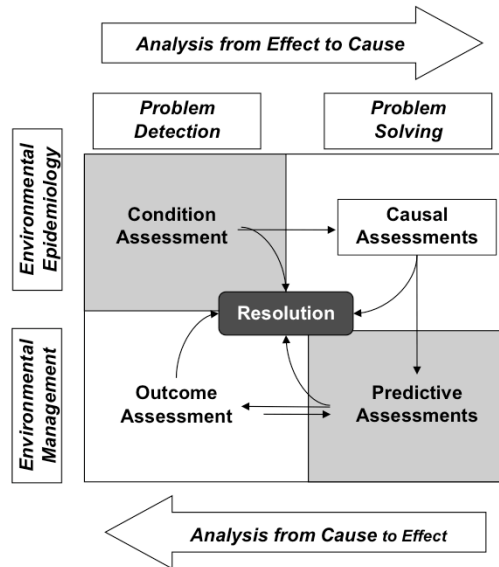 Analysis from Effect to Cause
Problem
Detection
Problem
Solving
Environmental
Epidemiology
Condition
Assessment
Causal
Assessments
Resolution
Environmental
Management
Outcome
Assessment
Predictive
Assessments
Analysis from Cause to Effect